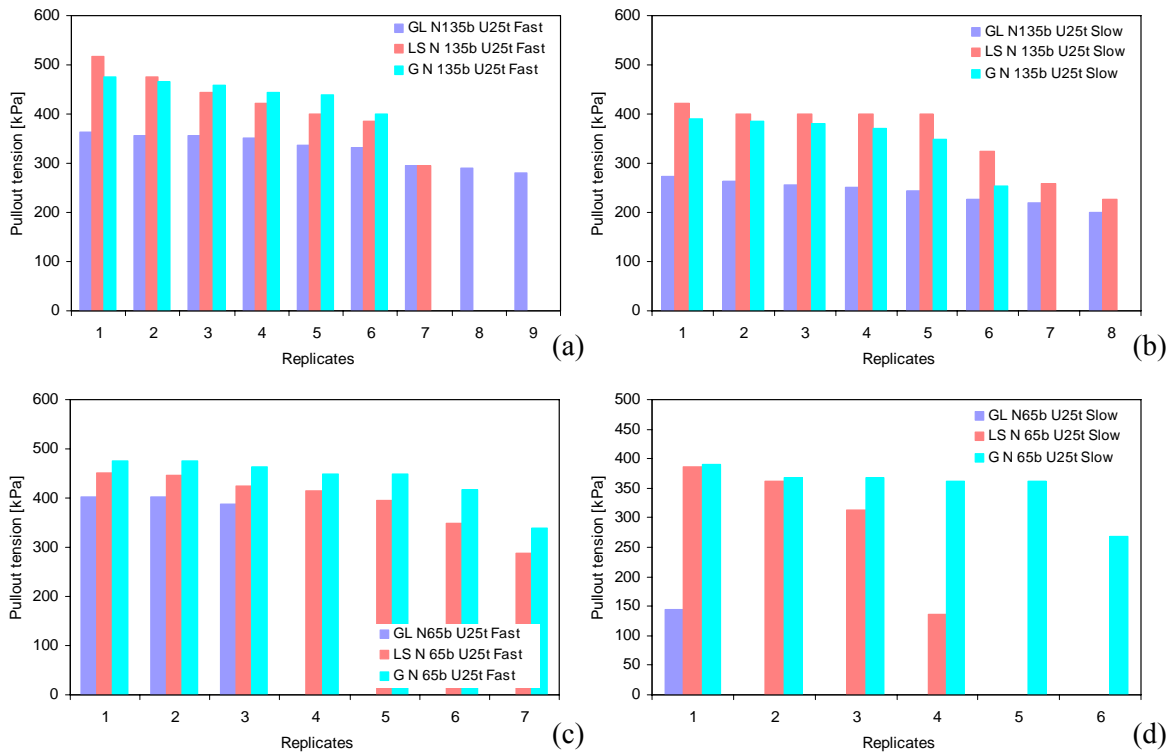 600
500
400
300
200
100
0
Pullout tension [kPa]
GL N135b U25t Fast
LS N 135b U25t Fast
G N 135b U25t Fast
1 2 3 4 5 6 7 8 9
Replicates
(a)
600
500
400
300
200
100
0
Pullout tension [kPa]
GL N135b U25t Slow
LS N 135b U25t Slow
G N 135b U25t Slow
1 2 3 4 5 6 7 8
Replicates
(b)
600
500
400
300
200
100
0
Pullout tension [kPa]
GL N65b U25t Fast
LS N 65b U25t Fast
G N 65b U25t Fast
1 2 3 4 5 6 7
Replicates
(c)
500
450
400
350
300
250
200
150
100
50
0
Pullout tension [kPa]
GL N65b U25t Slow
LS N 65b U25t Slow
G N 65b U25t Slow
1 2 3 4 5 6
Replicates
(d)